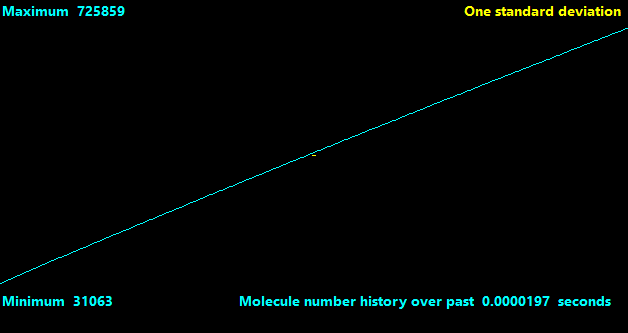 Maximum 725859
One standard deviation
Minimum 31063
Molecule number history over past 0.0000197 seconds